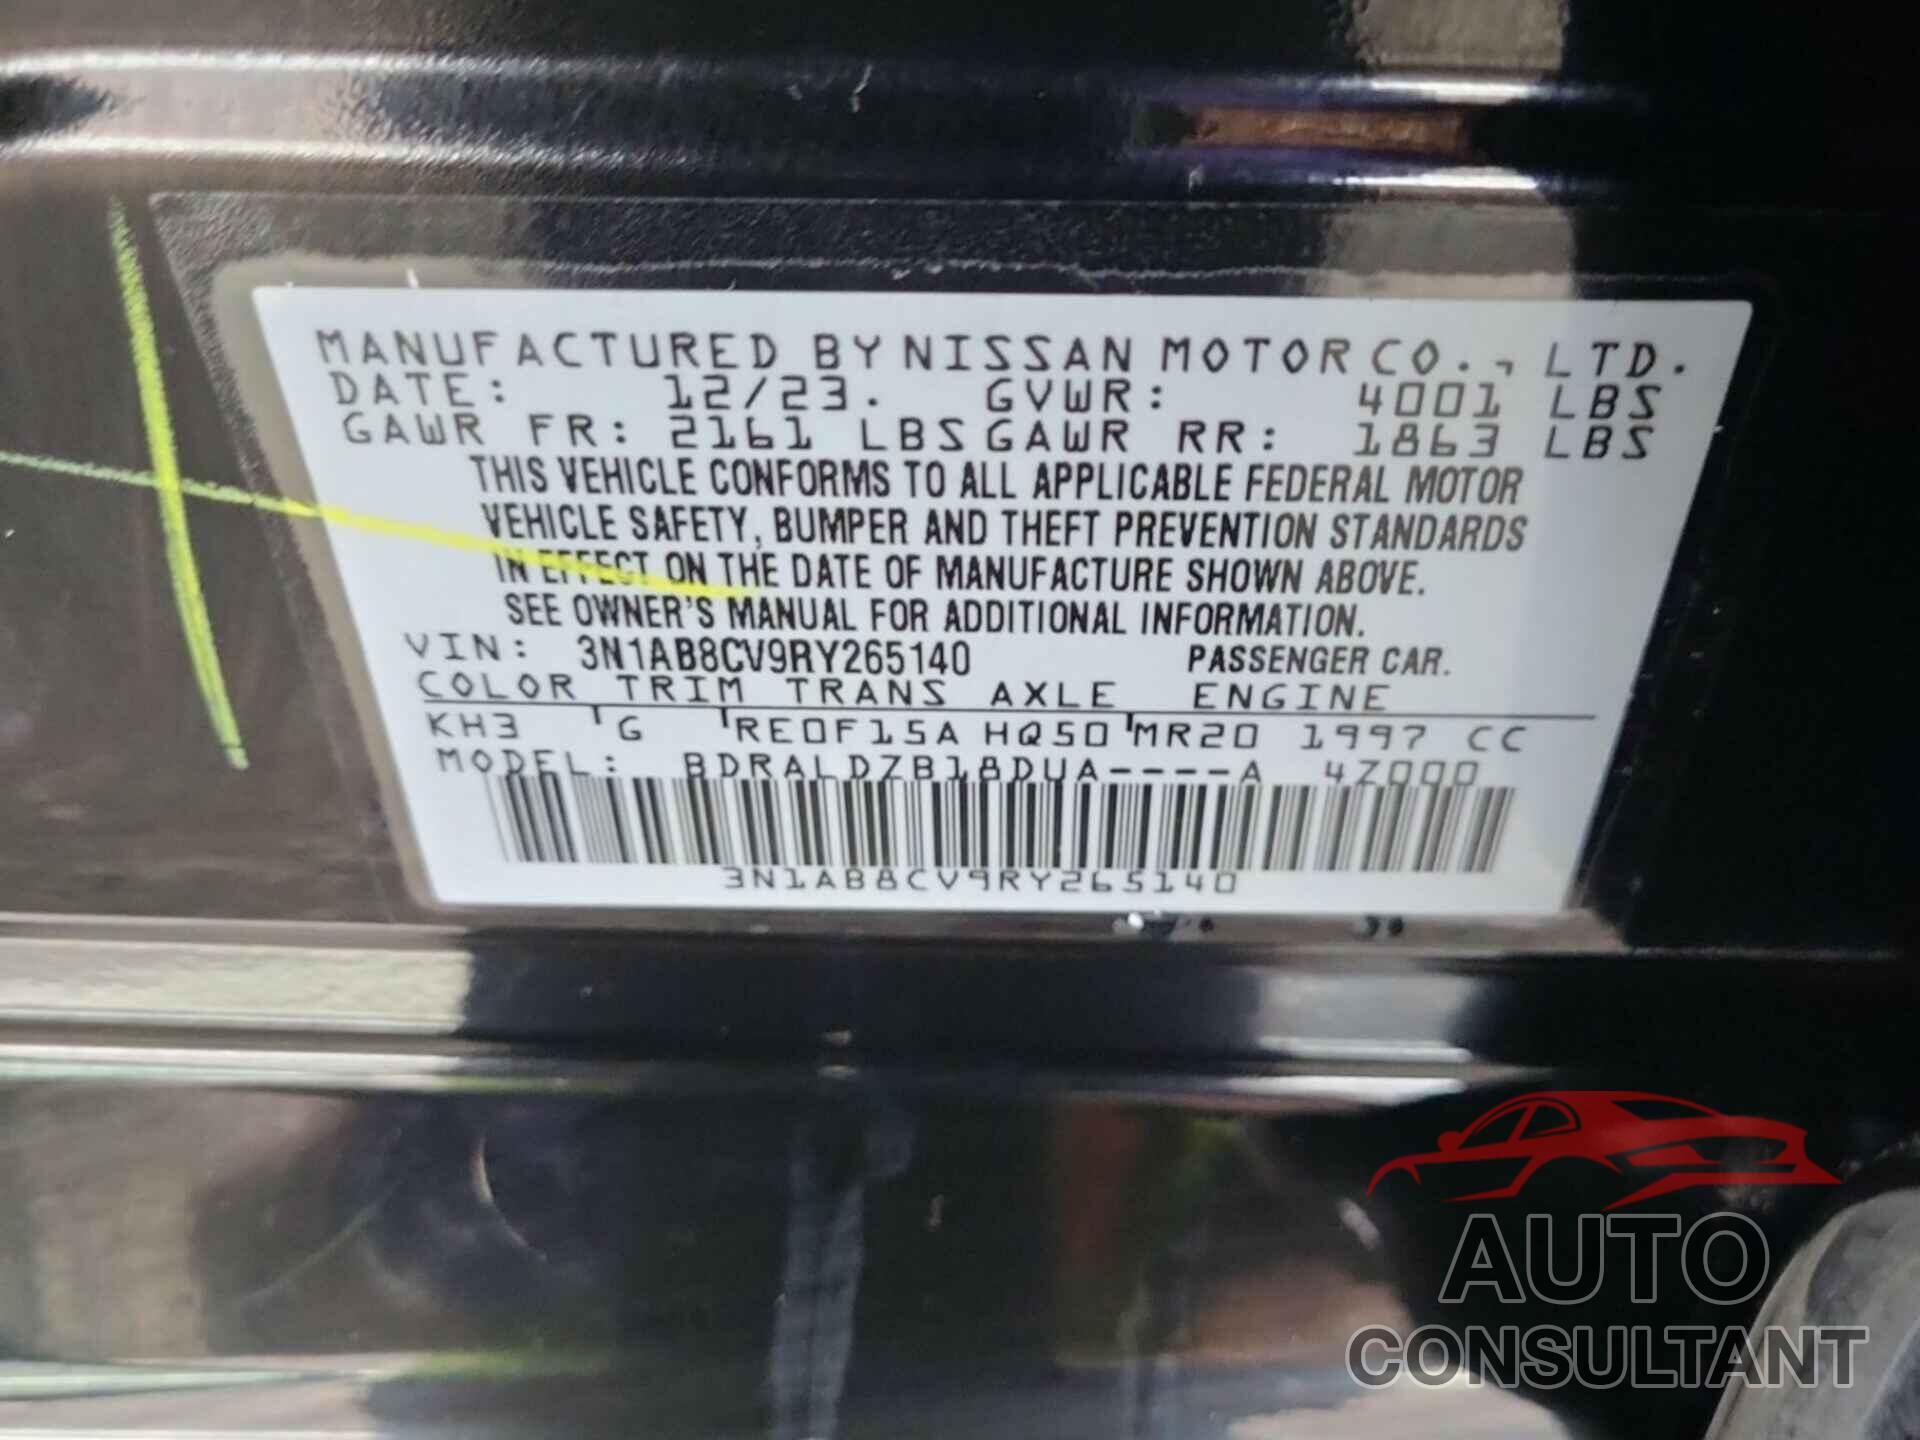 MANUFACTURED BY NISSAN MOTOR CO., LTD.
DATE: 12/23. GVWR: 4001 LBS
GAWR FR: 2161 LBS GAWR RR: 1863 LBS
THIS VEHICLE CONFORMS TO ALL APPLICABLE FEDERAL MOTOR
VEHICLE SAFETY, BUMPER AND THEFT PREVENTION STANDARDS
IN EFFECT ON THE DATE OF MANUFACTURE SHOWN ABOVE.
SEE OWNER'S MANUAL FOR ADDITIONAL INFORMATION.
VIN: 3N1AB8CV9RY265140 PASSENGER CAR.
COLOR TRIM TRANS AXLE ENGINE
KH3 G RE0F15A HQ50 MR20 1997 CC
MODEL: BDRALDZB18DUA----A 4Z000
3N1AB8CV9RY265140
AUTO
CONSULTANT